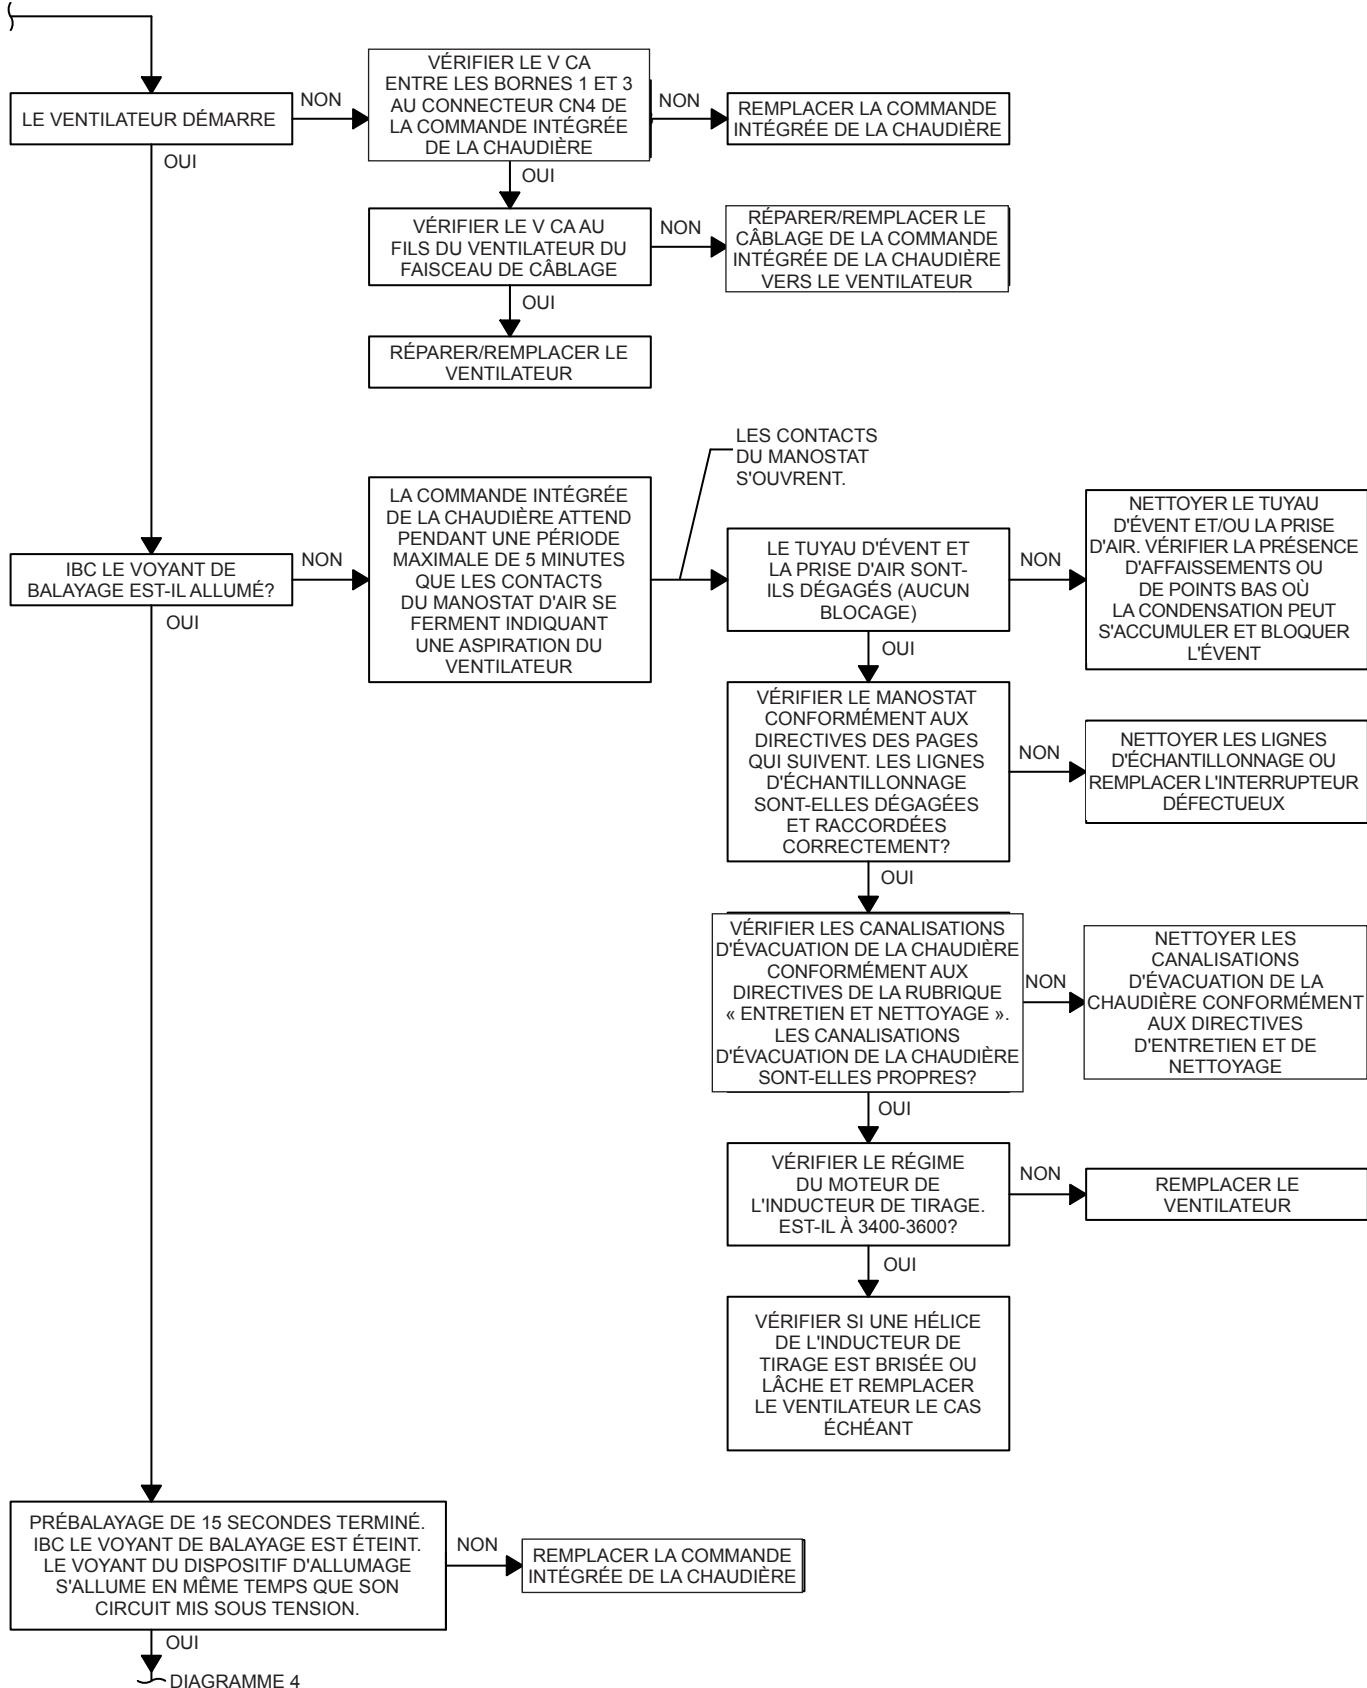 LE VENTILATEUR DÉMARRE
NON
VÉRIFIER LE V CA
ENTRE LES BORNES 1 ET 3
AU CONNECTEUR CN4 DE
LA COMMANDE INTÉGRÉE
DE LA CHAUDIÈRE
NON
REMPLACER LA COMMANDE
INTÉGRÉE DE LA CHAUDIÈRE
OUI
OUI
VÉRIFIER LE V CA AU
FILS DU VENTILATEUR DU
FAISCEAU DE CÂBLAGE
NON
RÉPARER/REMPLACER LE
CÂBLAGE DE LA COMMANDE
INTÉGRÉE DE LA CHAUDIÈRE
VERS LE VENTILATEUR
OUI
RÉPARER/REMPLACER LE
VENTILATEUR
IBC LE VOYANT DE
BALAYAGE EST-IL ALLUMÉ?
NON
LA COMMANDE INTÉGRÉE
DE LA CHAUDIÈRE ATTEND
PENDANT UNE PÉRIODE
MAXIMALE DE 5 MINUTES
QUE LES CONTACTS
DU MANOSTAT D'AIR SE
FERMENT INDIQUANT
UNE ASPIRATION DU
VENTILATEUR
LES CONTACTS
DU MANOSTAT
S'OUVRENT.
LE TUYAU D'ÉVENT ET
LA PRISE D'AIR SONT-
ILS DÉGAGÉS (AUCUN
BLOCAGE)
NON
NETTOYER LE TUYAU
D'ÉVENT ET/OU LA PRISE
D'AIR. VÉRIFIER LA PRÉSENCE
D'AFFAISSEMENTS OU
DE POINTS BAS OÙ
LA CONDENSATION PEUT
S'ACCUMULER ET BLOQUER
L'ÉVENT
OUI
OUI
VÉRIFIER LE MANOSTAT
CONFORMÉMENT AUX
DIRECTIVES DES PAGES
QUI SUIVENT. LES LIGNES
D'ÉCHANTILLONNAGE
SONT-ELLES DÉGAGÉES
ET RACCORDÉES
CORRECTEMENT?
NON
NETTOYER LES LIGNES
D'ÉCHANTILLONNAGE OU
REMPLACER L'INTERRUPTEUR
DÉFECTUEUX
OUI
VÉRIFIER LES CANALISATIONS
D'ÉVACUATION DE LA CHAUDIÈRE
CONFORMÉMENT AUX
DIRECTIVES DE LA RUBRIQUE
« ENTRETIEN ET NETTOYAGE ».
LES CANALISATIONS
D'ÉVACUATION DE LA CHAUDIÈRE
SONT-ELLES PROPRES?
NON
NETTOYER LES
CANALISATIONS
D'ÉVACUATION DE LA
CHAUDIÈRE CONFORMÉMENT
AUX DIRECTIVES
D'ENTRETIEN ET DE
NETTOYAGE
OUI
VÉRIFIER LE RÉGIME
DU MOTEUR DE
L'INDUCTEUR DE TIRAGE.
EST-IL À 3400-3600?
NON
REMPLACER LE
VENTILATEUR
OUI
VÉRIFIER SI UNE HÉLICE
DE L'INDUCTEUR DE
TIRAGE EST BRISÉE OU
LÂCHE ET REMPLACER
LE VENTILATEUR LE CAS
ÉCHÉANT
PRÉBALAYAGE DE 15 SECONDES TERMINÉ.
IBC LE VOYANT DE BALAYAGE EST ÉTEINT.
LE VOYANT DU DISPOSITIF D'ALLUMAGE
S'ALLUME EN MÊME TEMPS QUE SON
CIRCUIT MIS SOUS TENSION.
NON
REMPLACER LA COMMANDE
INTÉGRÉE DE LA CHAUDIÈRE
OUI
DIAGRAMME 4